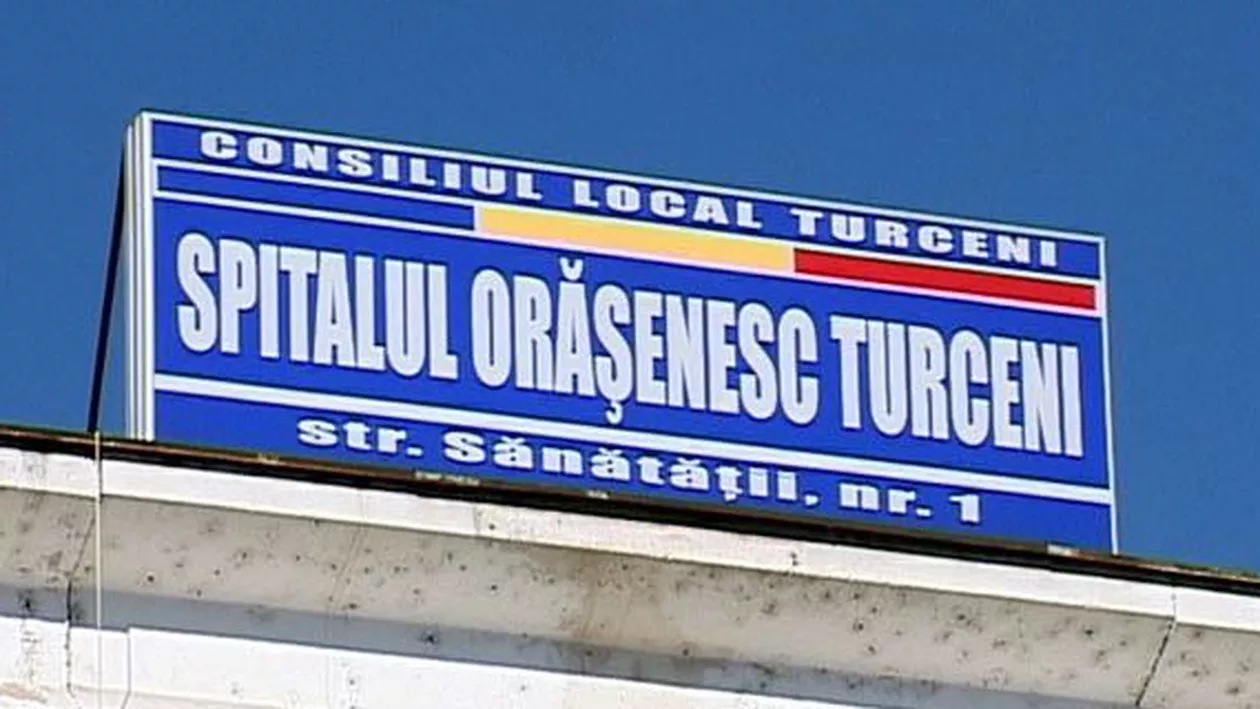 CONSILIUL LOCAL TURCENI
SPITALUL ORĂŞENESC TURCENI
str. Sănătăţii, nr. 1